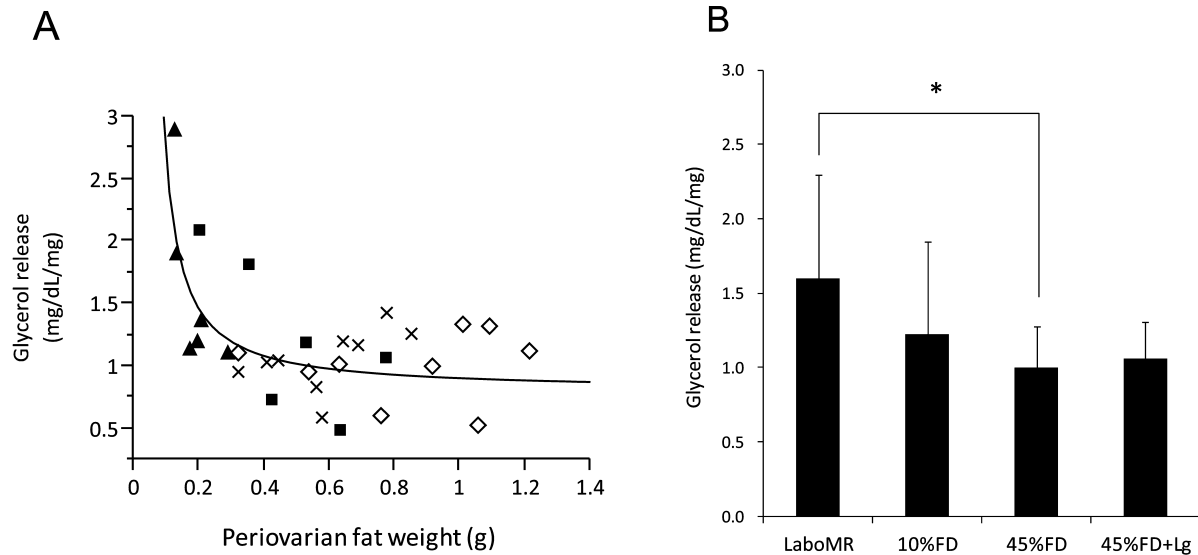 A
Glycerol release
(mg/dL/mg)
3
2.5
2
1.5
1
0.5
0 0.2 0.4 0.6 0.8 1 1.2 1.4
Periovarian fat weight (g)
B
Glycerol release (mg/dL/mg)
3.0
2.5
2.0
1.5
1.0
0.5
0.0
*
LaboMR 10%FD 45%FD 45%FD+Lg